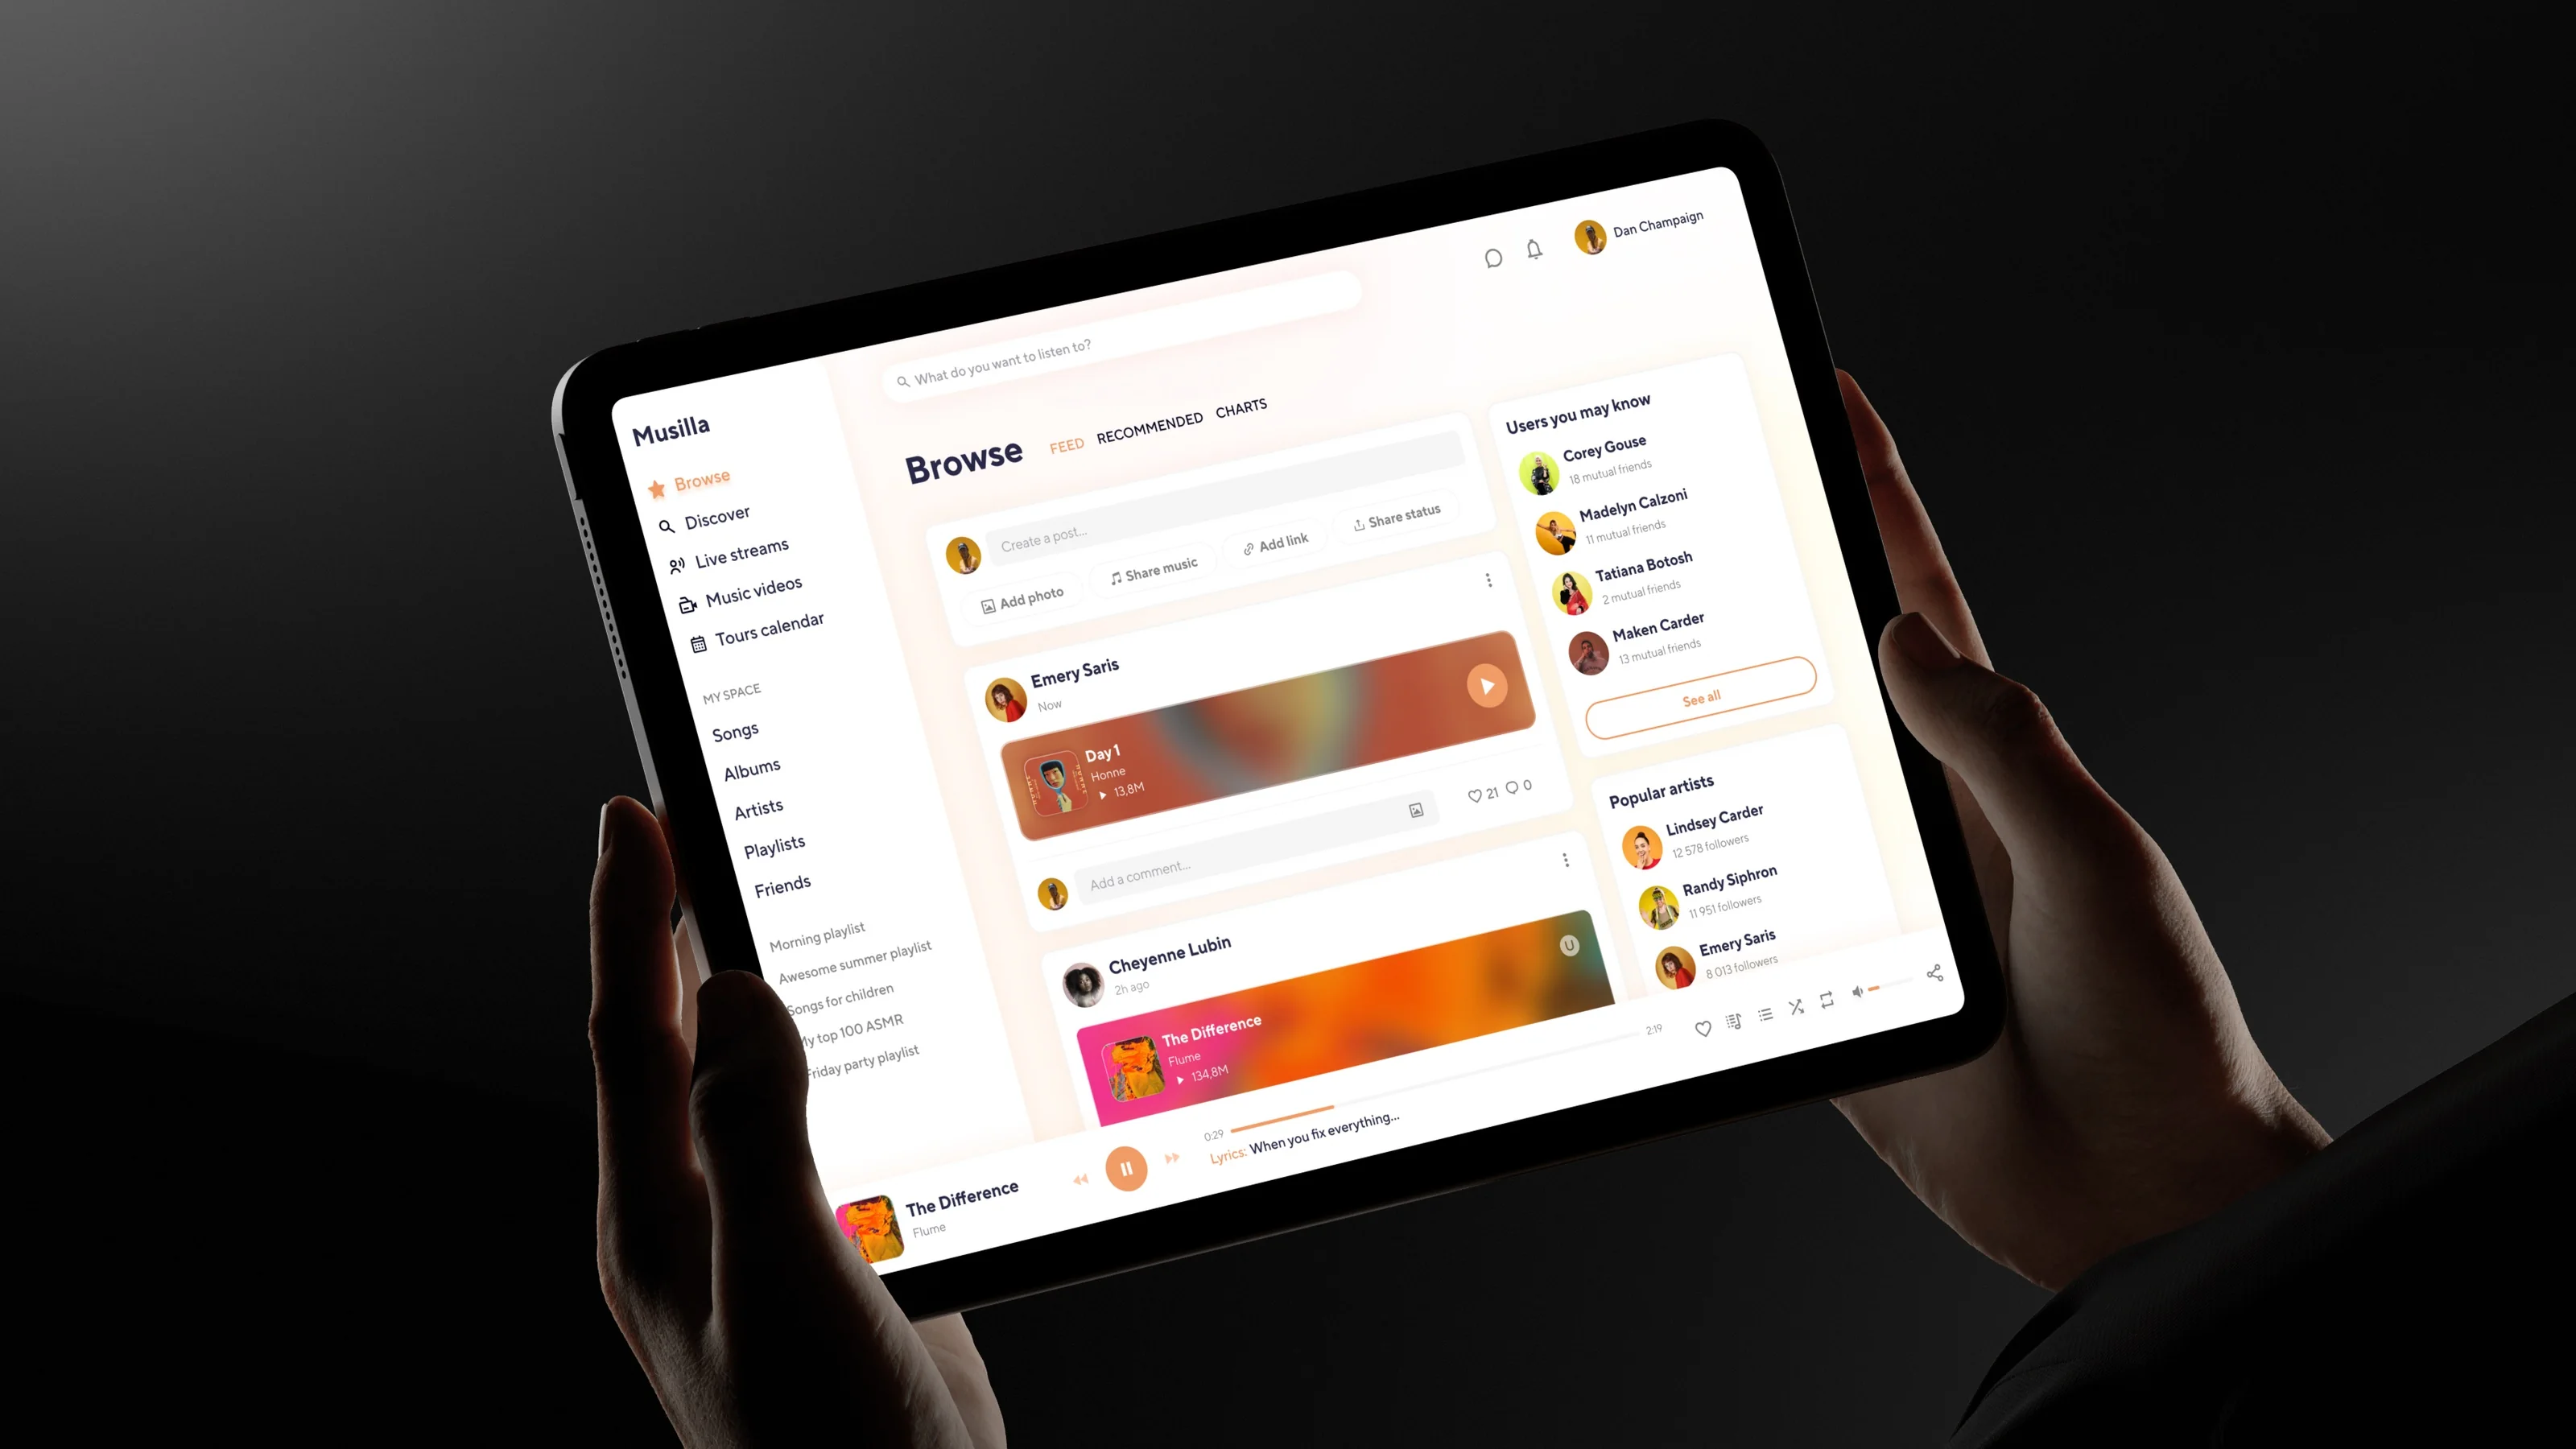 Dan Champaign
What do you want to listen to?
Musilla
Browse
Discover
Live streams
Music videos
Tours calendar
MY SPACE
Songs
Albums
Artists
Playlists
Friends
Morning playlist
Awesome summer playlist
Songs for children
My top 100 ASMR
Friday party playlist
Browse FEED RECOMMENDED CHARTS
Create a post...
Add photo Share music Add link Share status
Emery Saris
Now
Day 1
Honne
13,8M
21 0
Add a comment...
Cheyenne Lubin
2h ago
The Difference
Flume
134,8M
Users you may know
Corey Gouse
18 mutual friends
Madelyn Calzoni
11 mutual friends
Tatiana Botosh
2 mutual friends
Maken Carder
13 mutual friends
See all
Popular artists
Lindsey Carder
12 578 followers
Randy Siphron
11 951 followers
Emery Saris
8 013 followers
The Difference
Flume
0:29 2:19
Lyrics: When you fix everything...